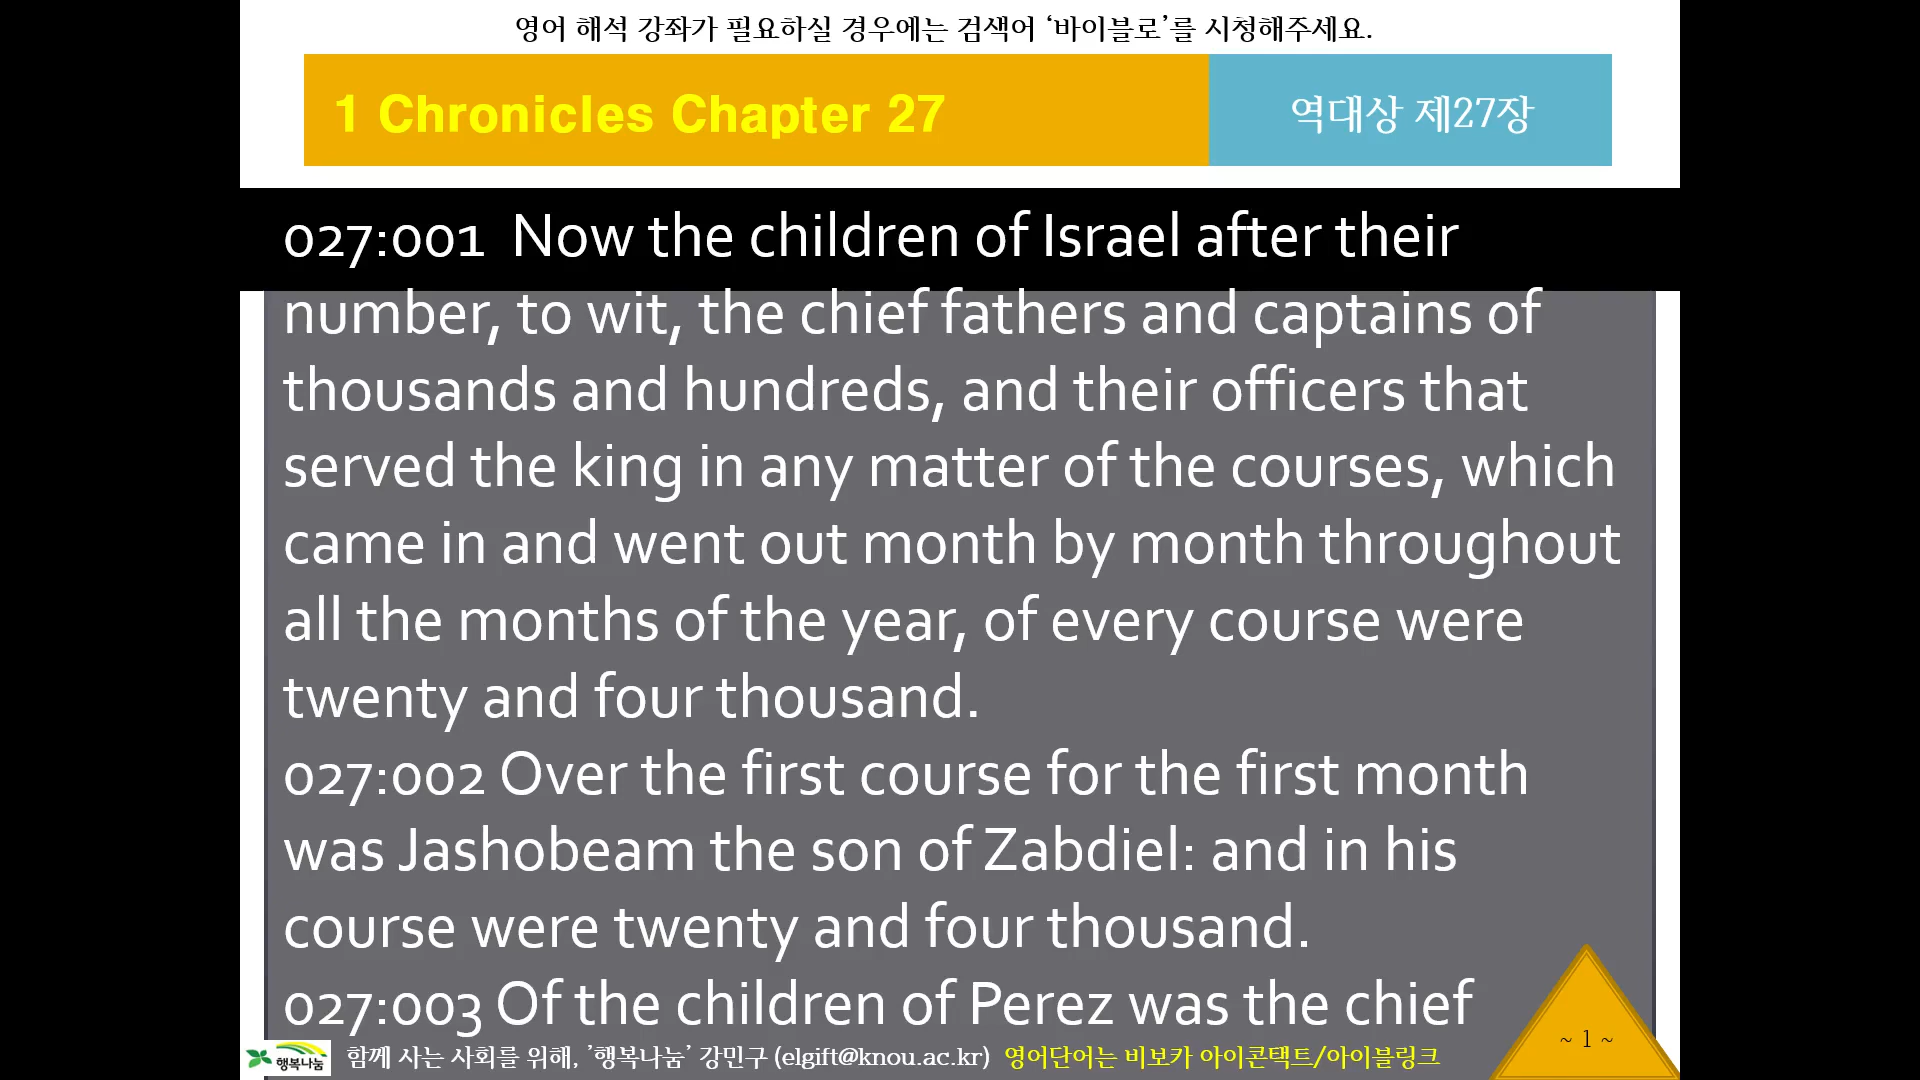 영어 해석 강좌가 필요하실 경우에는 검색어 ‘바이블로’를 시청해주세요.
1 Chronicles Chapter 27
역대상 제27장
027:001  Now the children of Israel after their
number, to wit, the chief fathers and captains of
thousands and hundreds, and their officers that
served the king in any matter of the courses, which
came in and went out month by month throughout
all the months of the year, of every course were
twenty and four thousand.
027:002 Over the first course for the first month
was Jashobeam the son of Zabdiel: and in his
course were twenty and four thousand.
027:003 Of the children of Perez was the chief
~ 1 ~
행복나눔
함께 사는 사회를 위해, ’행복나눔’ 강민구 (elgift@knou.ac.kr)  영어단어는 비보카 아이콘택트/아이블링크